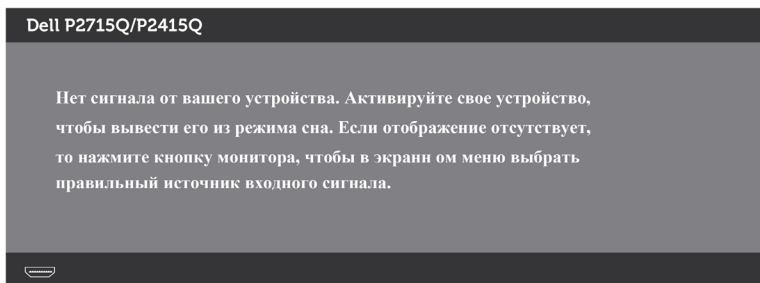 Dell P2715Q/P2415Q
Нет сигнала от вашего устройства. Активируйте свое устройство,
чтобы вывести его из режима сна. Если отображение отсутствует,
то нажмите кнопку монитора, чтобы в экранн ом меню выбрать
правильный источник входного сигнала.